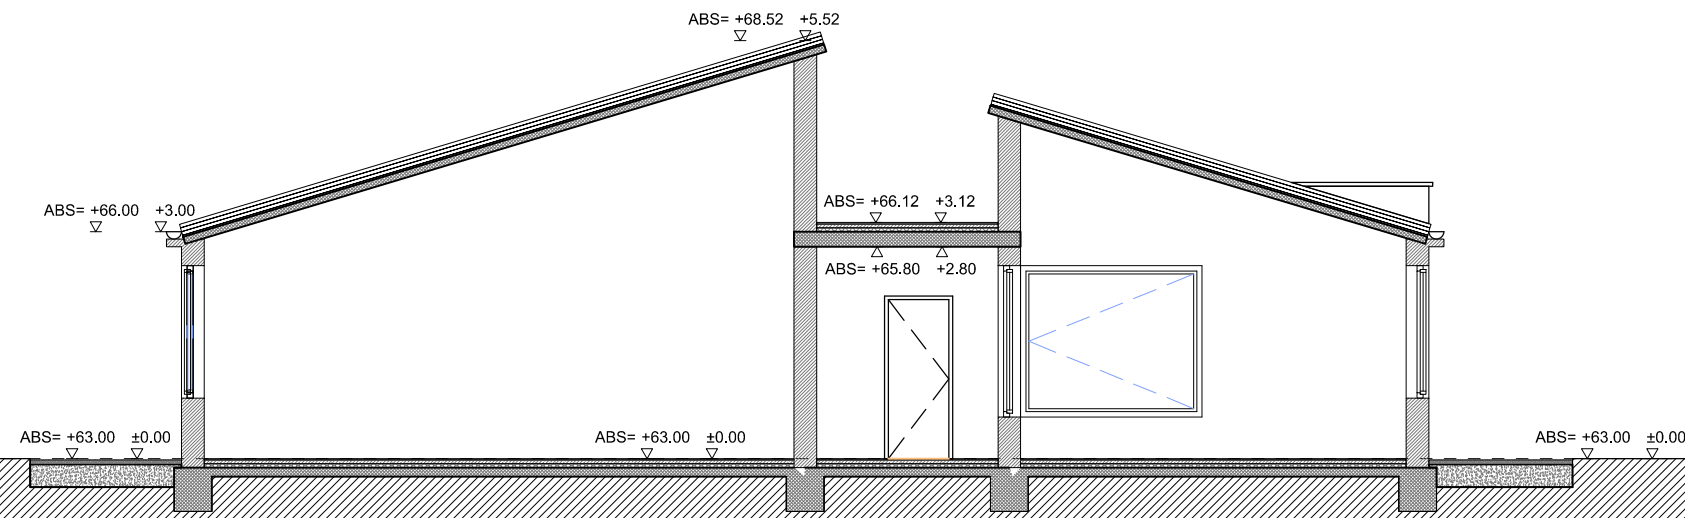 ABS= +68.52 +5.52
ABS= +66.00 +3.00
ABS= +66.12 +3.12
ABS= +65.80 +2.80
ABS= +63.00 ±0.00
ABS= +63.00 ±0.00
ABS= +63.00 ±0.00